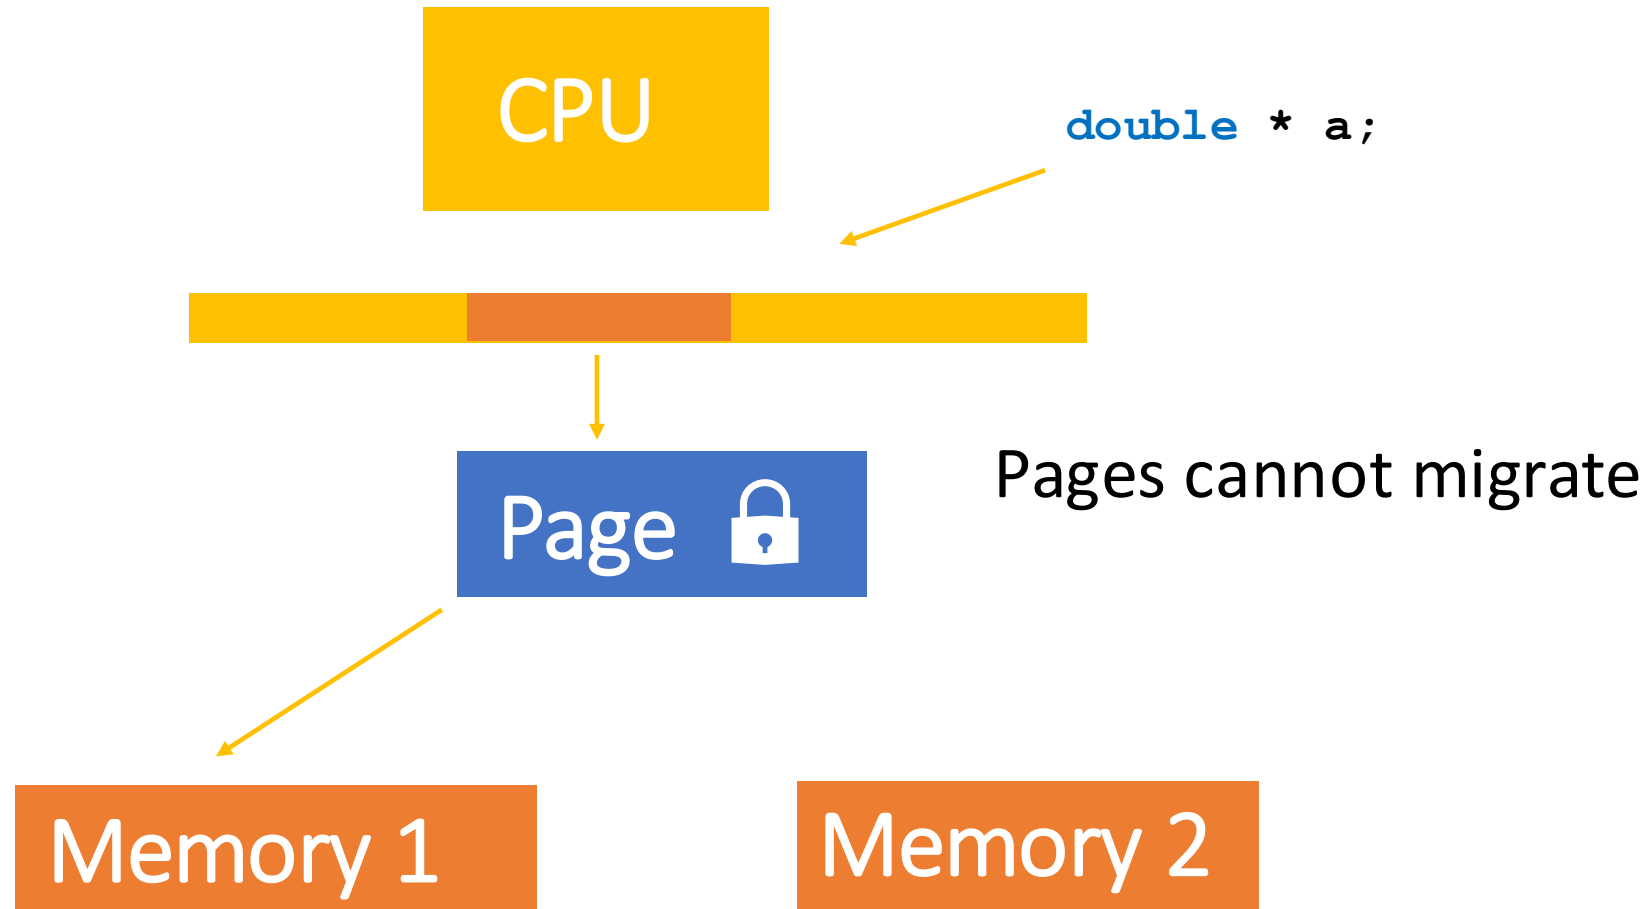 CPU
double * a;
Pages cannot migrate
Page
Memory 1
Memory 2